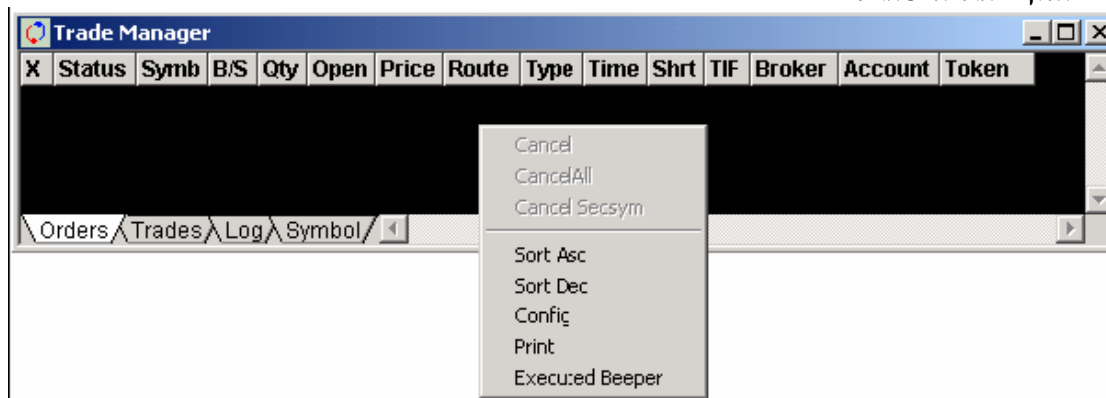 Trade Manager
X Status Symb B/S Qty Open Price Route Type Time Shrt TIF Broker Account Token
Cancel
CancelAll
Cancel Secsym
Orders Trades Log Symbol
Sort Asc
Sort Dec
Config
Print
Executed Beeper